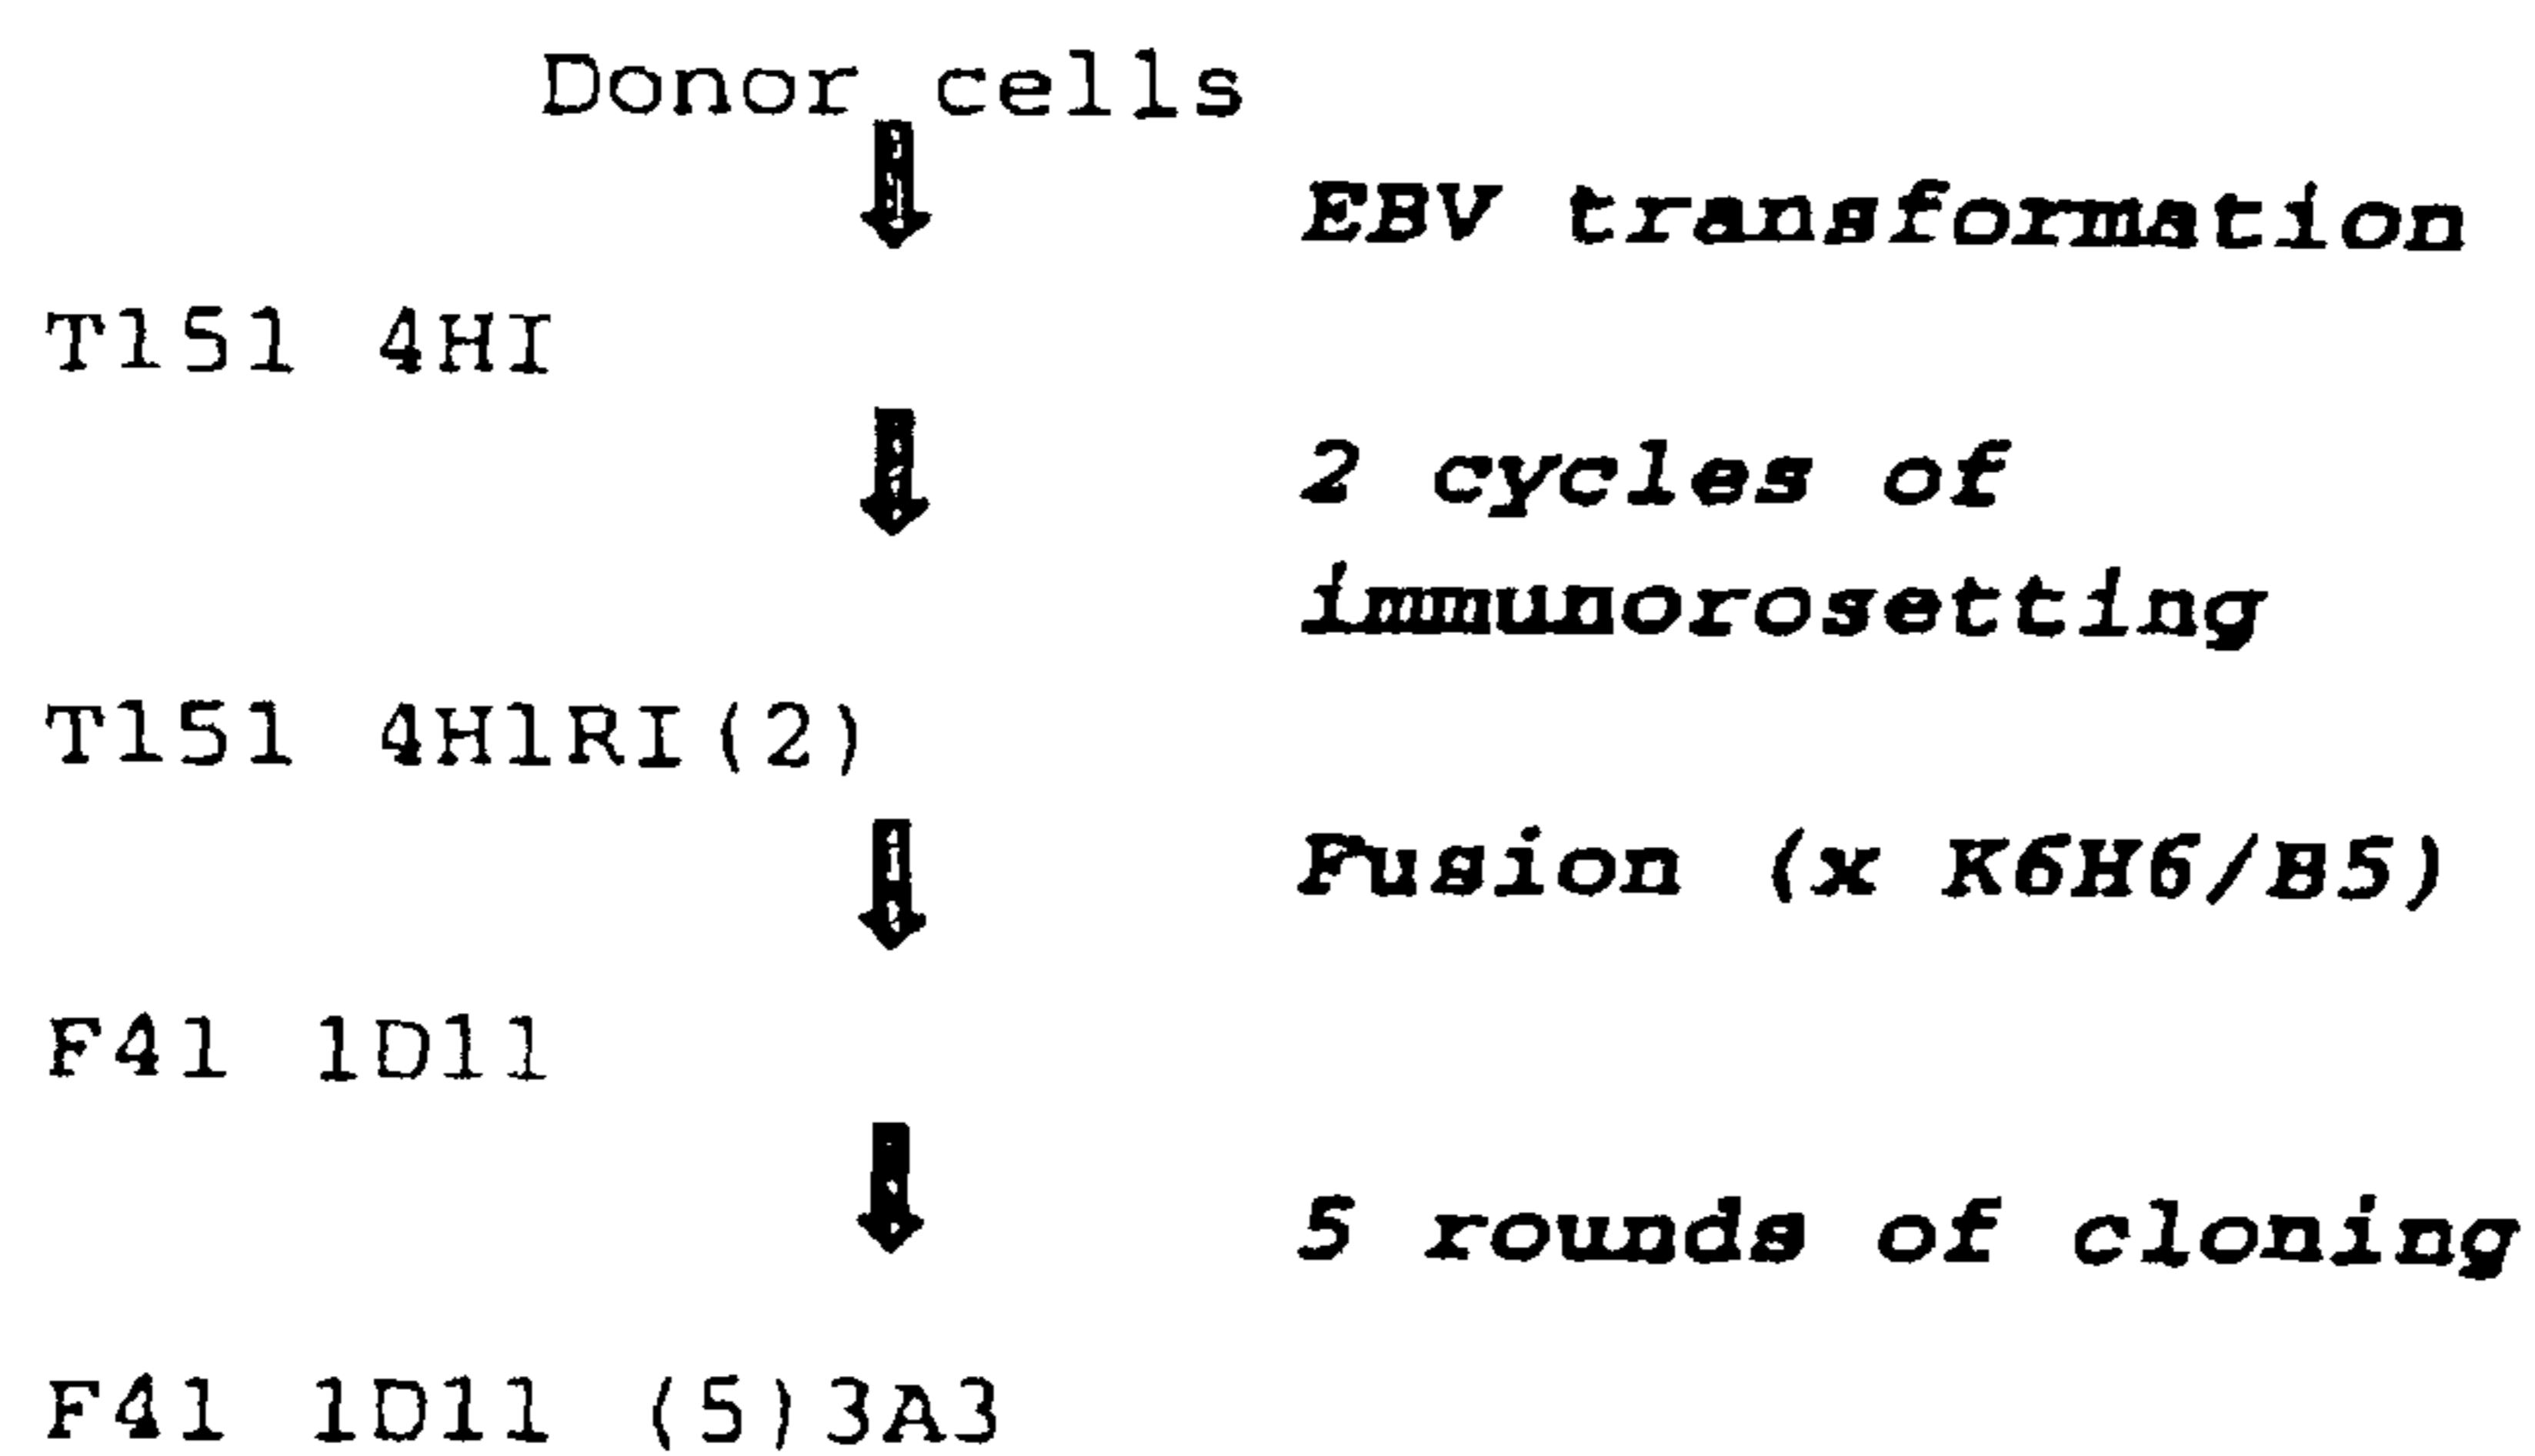 Donor cells
EBV transformation
T151 4HI
2 cycles of
immunorosetting
T151 4H1RI(2)
Fusion (x K6H6/B5)
F41 1D11
5 rounds of cloning
F41 1D11 (5)3A3